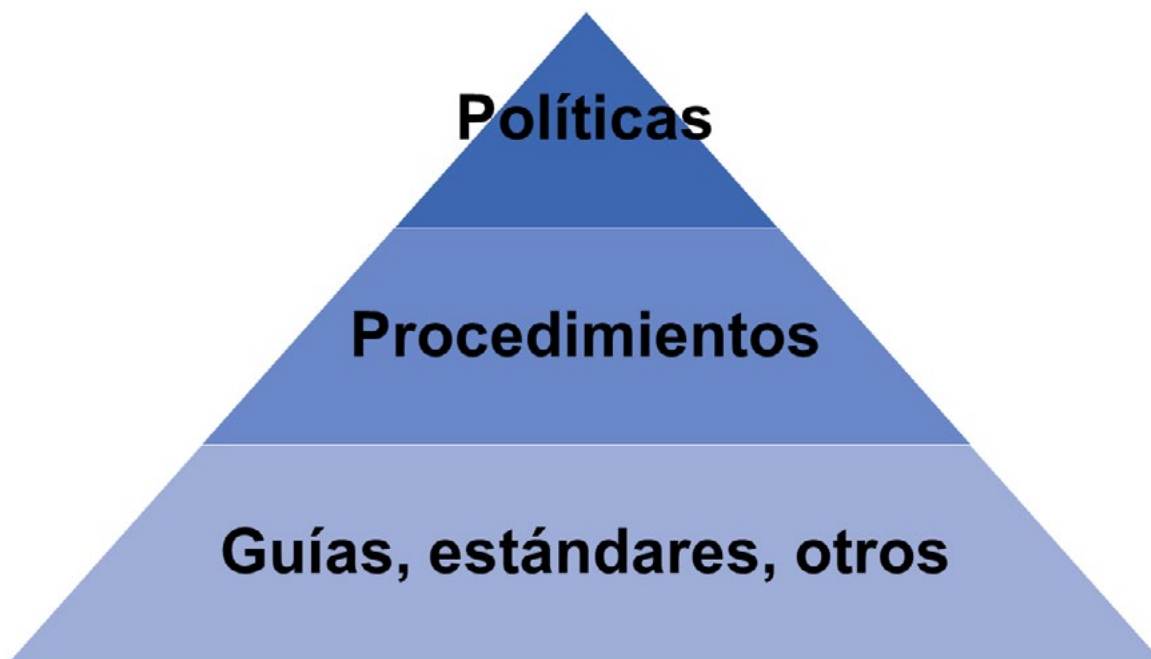 Políticas
Procedimientos
Guías, estándares, otros